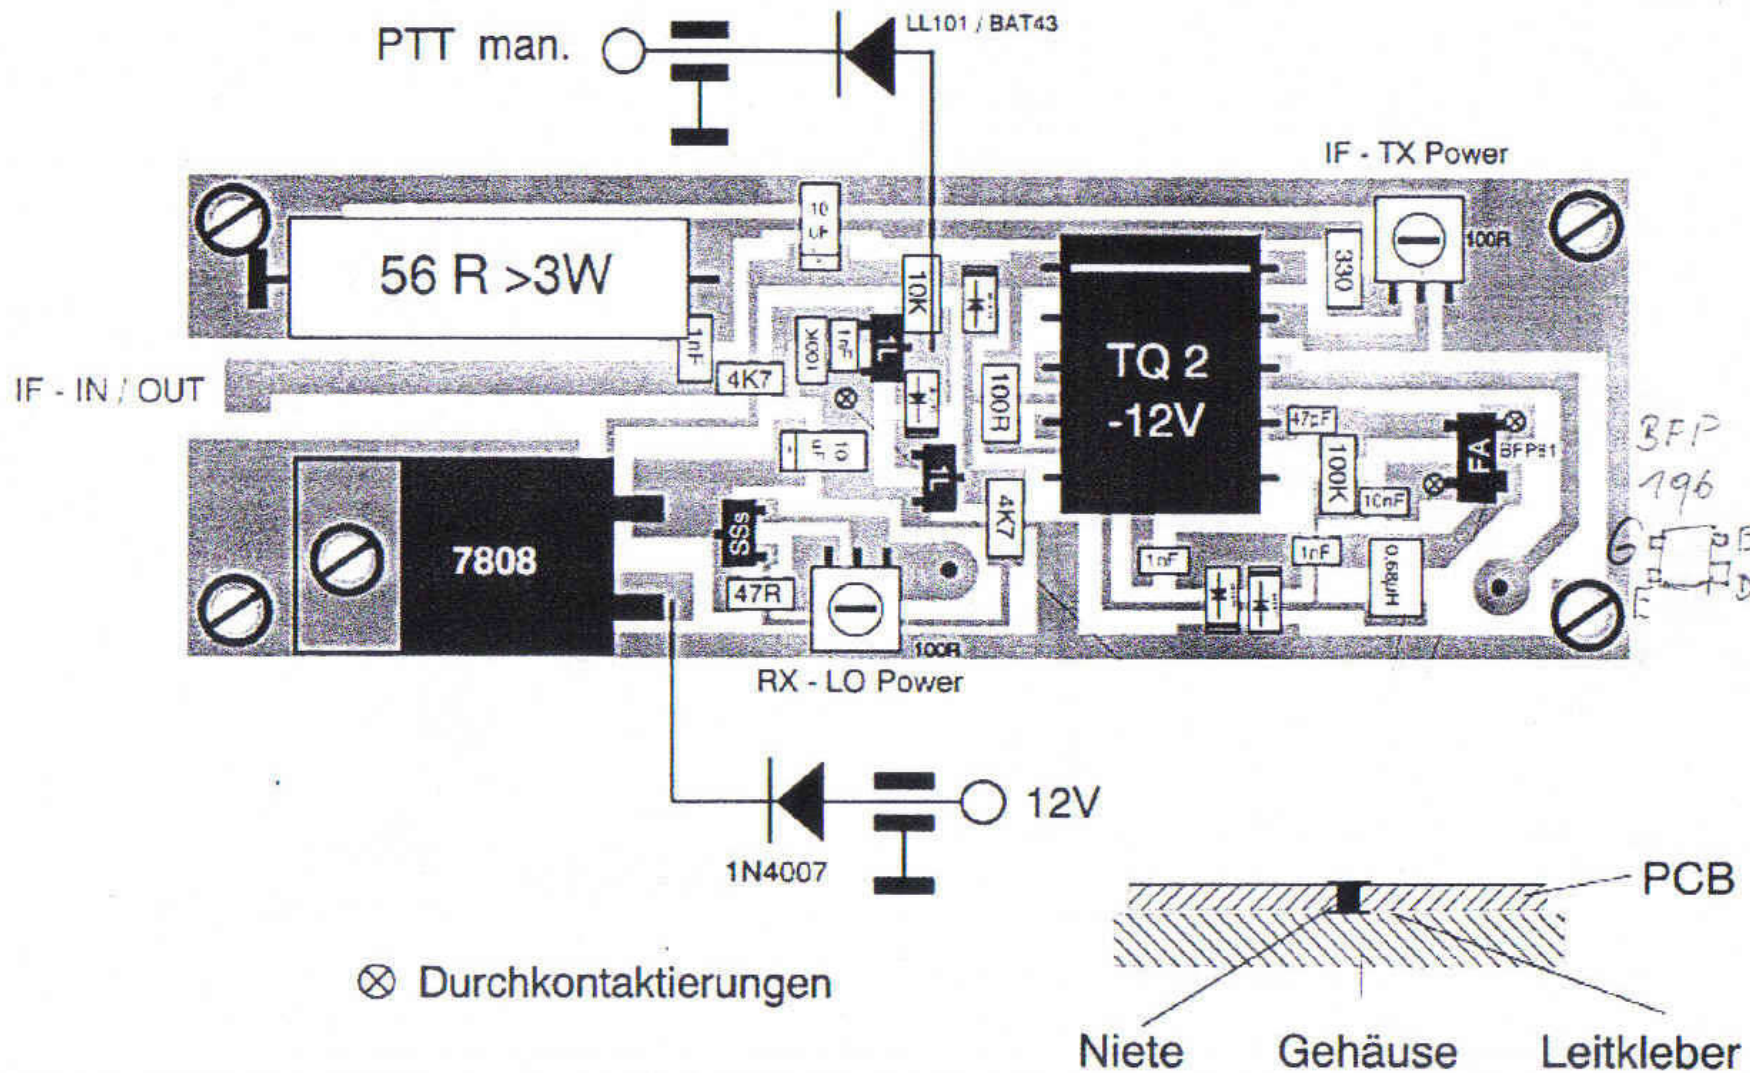 PTT man.
LL101 / BAT43
IF - TX Power
10
uF
56 R >3W
10K
330
100R
1nF
4K7
100K
1nF
1L
TQ 2
-12V
100R
IF - IN / OUT
47pF
100K
10nF
FA
BFP81
BFP
196
10
uF
1L
4K7
7808
sSS
47R
100R
1nF
1nF
0.68µH
G
E
RX - LO Power
12V
1N4007
PCB
Durchkontaktierungen
Niete
Gehäuse
Leitkleber